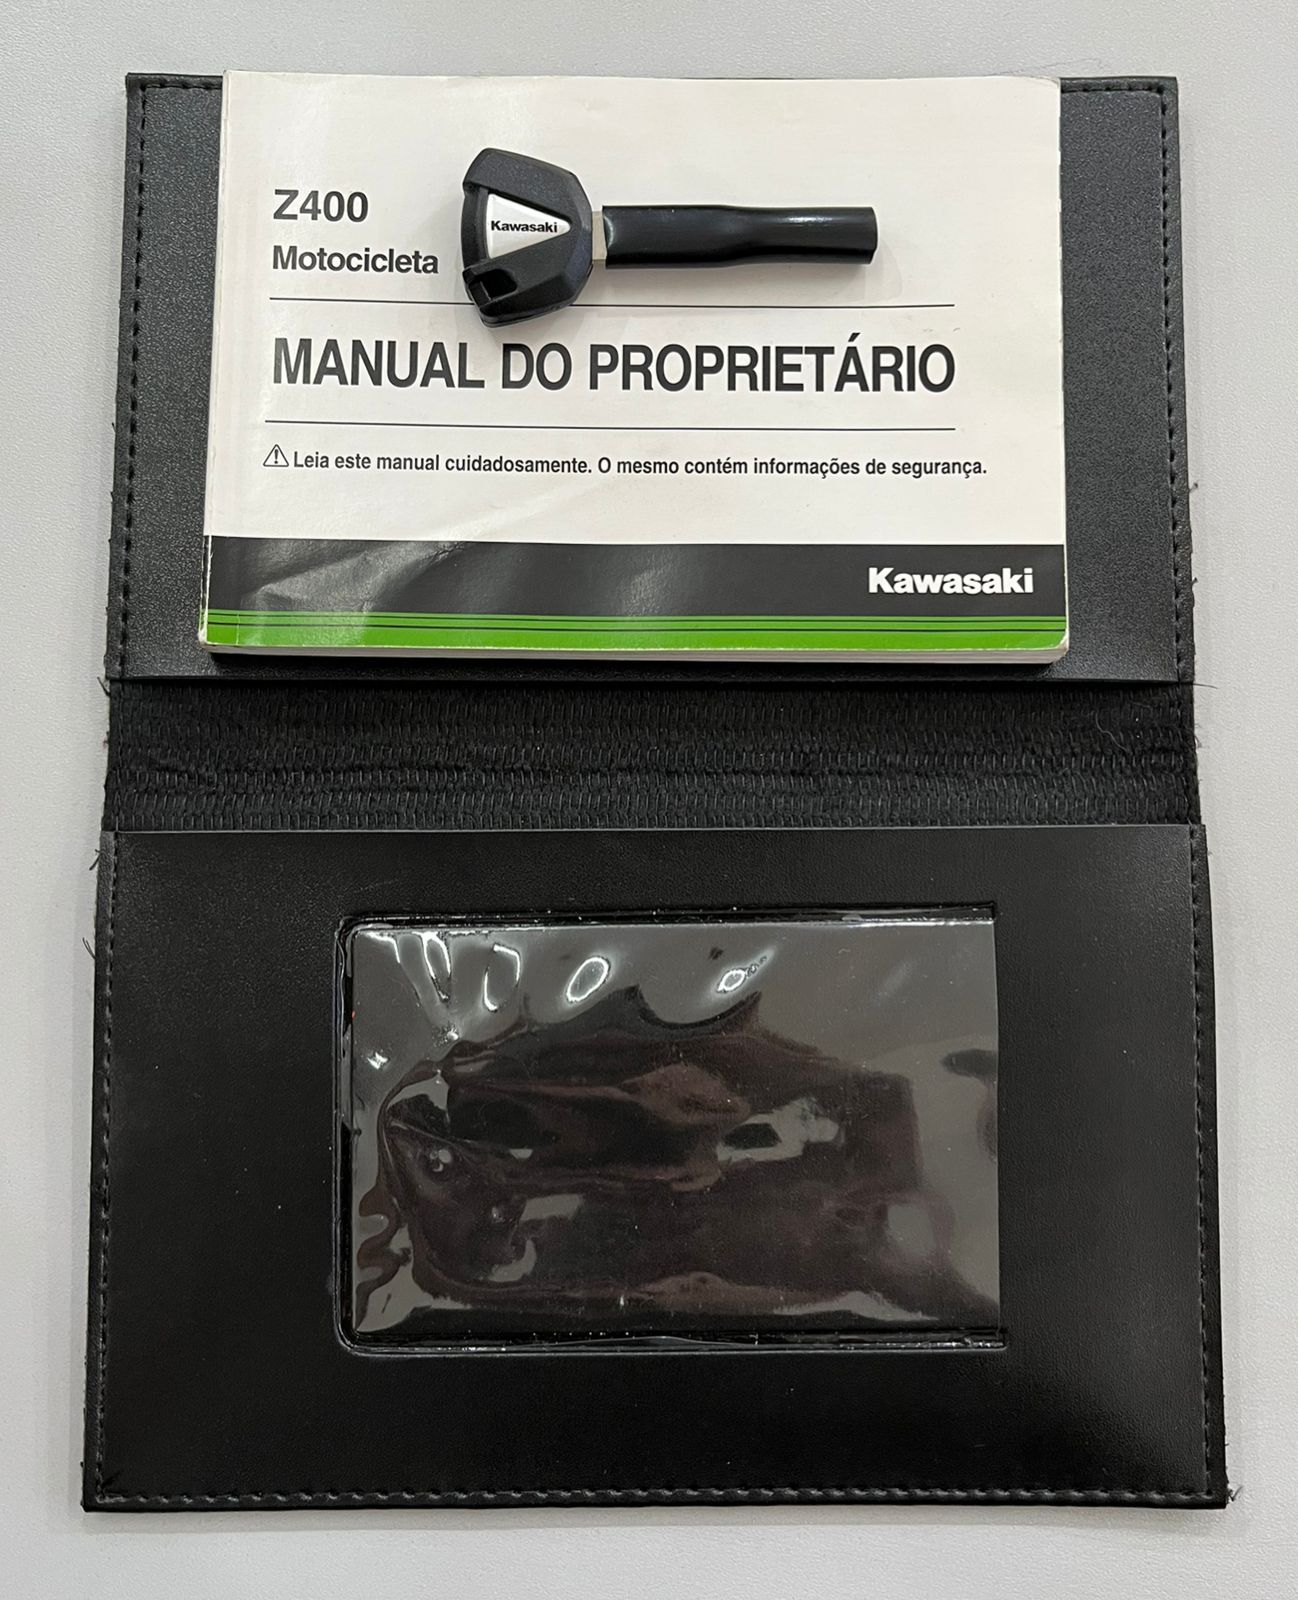 Z400
Kawasaki
Motocicleta
MANUAL DO PROPRIETÁRIO
Leia este manual cuidadosamente. O mesmo contém informações de segurança.
Kawasaki